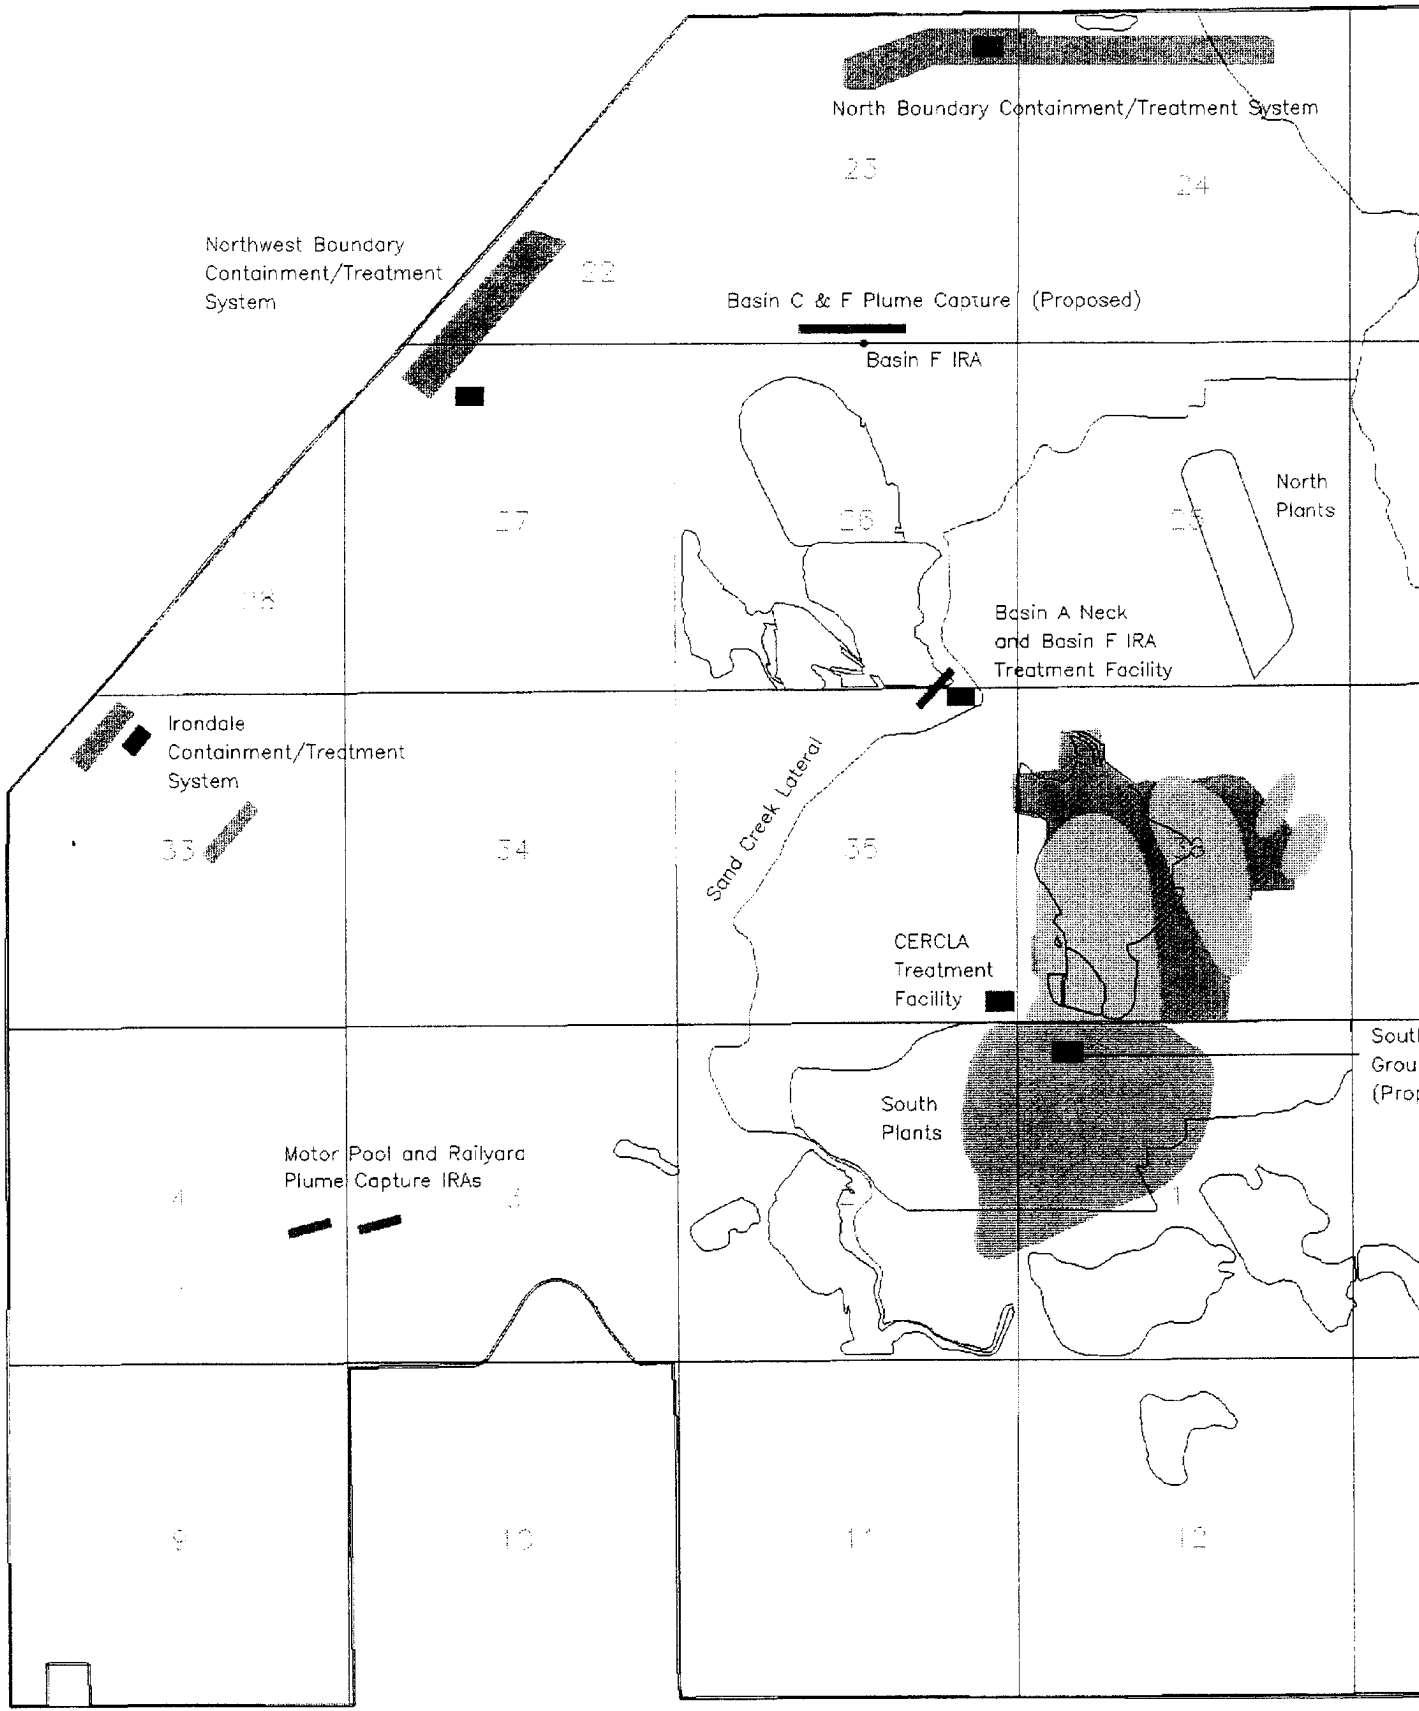 North Boundary Containment/Treatment System
23
24
Northwest Boundary
Containment/Treatment
System
22
Basin C & F Plume Capture (Proposed)
Basin F IRA
North
Plants
27
26
25
28
Basin A Neck
and Basin F IRA
Treatment Facility
Irondale
Containment/Treatment
System
Sand Creek Lateral
33
34
35
CERCLA
Treatment
Facility
South
Grou
(Prop
South
Plants
Motor Pool and Railyard
Plume Capture IRAs
4
3
1
9
10
11
12